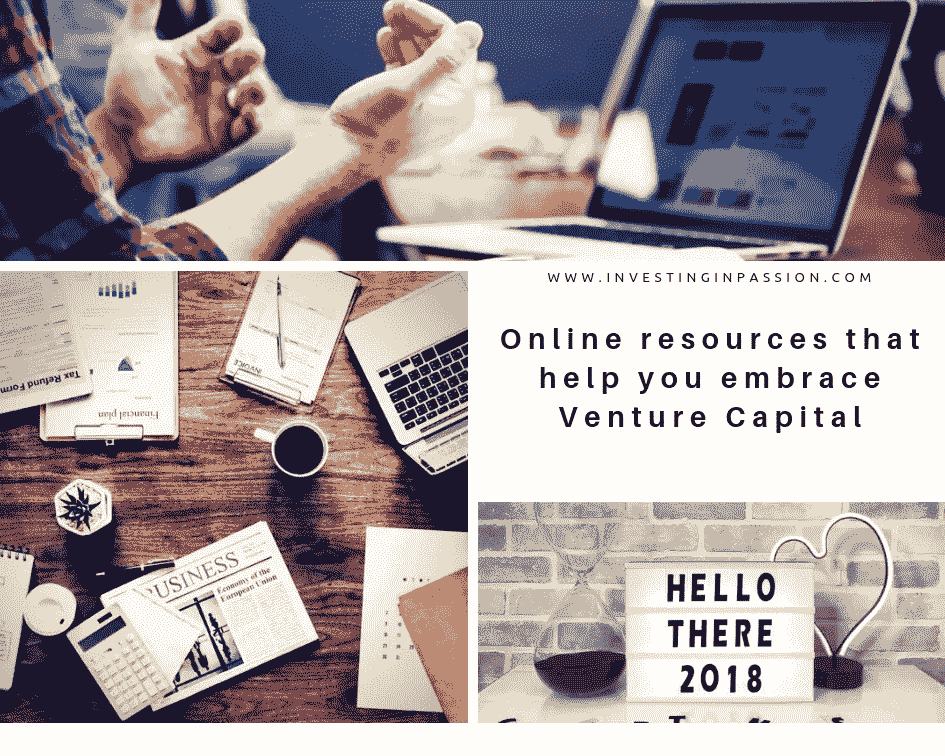 WWW.INVESTINGINPASSION.COM
Online resources that
help you embrace
Venture Capital
Tax Refund Form
Financial plan
INVOICE
BUSINESS
Economy of the
European Union
HELLO
THERE
2018